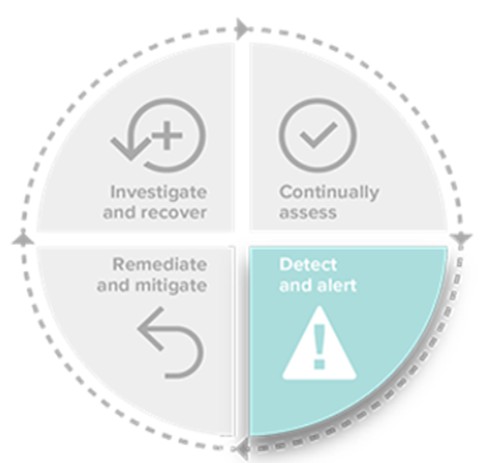 Investigate
and recover
Continually
assess
Remediate
and mitigate
Detect
and alert